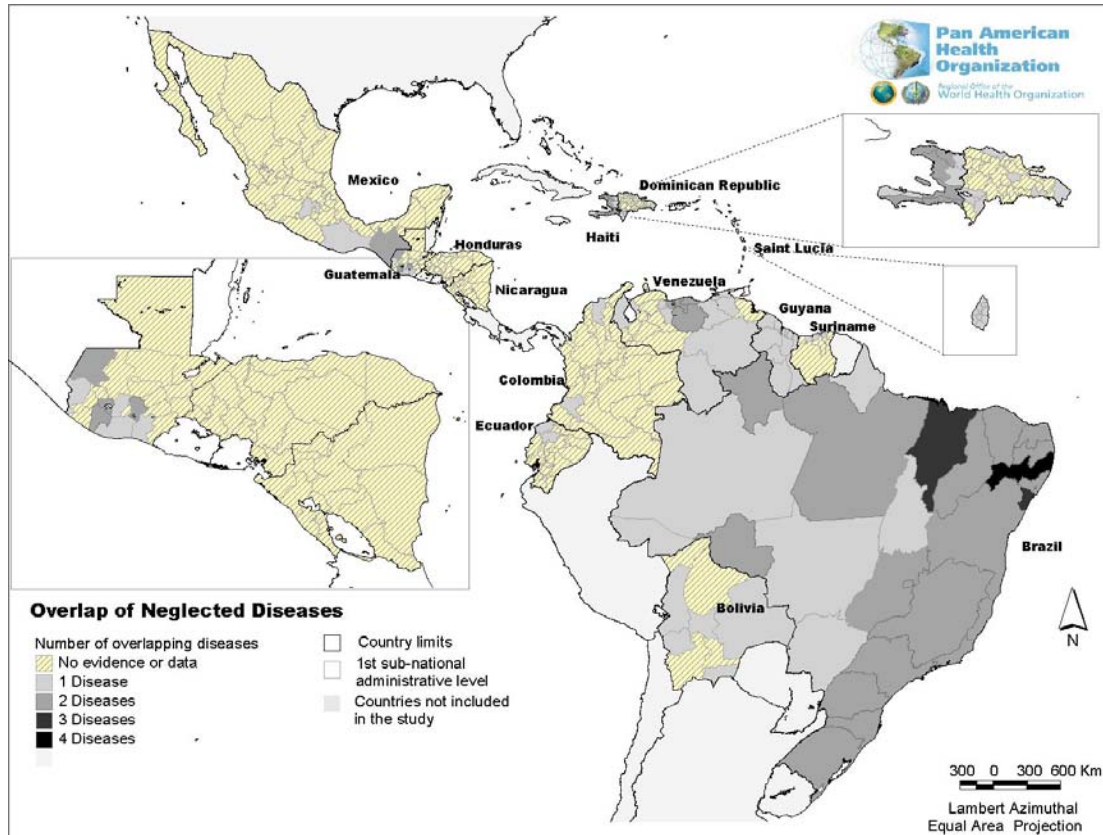 Pan American
Health
Organization
Regional Office of the
World Health Organization
Mexico
Dominican Republic
Haiti
Honduras
Saint Lucia
Guatemala
Venezuela
Nicaragua
Guyana
Suriname
Colombia
Ecuador
Brazil
Bolivia
N
Overlap of Neglected Diseases
Number of overlapping diseases
No evidence or data
1 Disease
2 Diseases
3 Diseases
4 Diseases
Country limits
1st sub-national
administrative level
Countries not included
in the study
300 0 300 600 Km
Lambert Azimuthal
Equal Area Projection